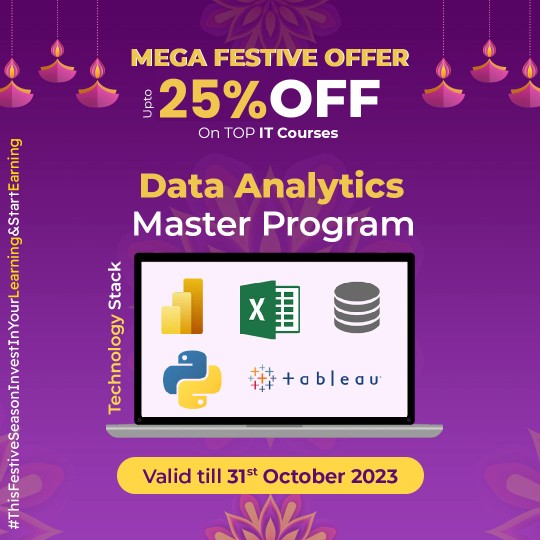 MEGA FESTIVE OFFER
Upto 25% OFF
On TOP IT Courses
Data Analytics
Master Program
Technology Stack
X
+ableau
Valid till 31st October 2023
#ThisFestiveSeasonInvestInYourLearning&StartEarning